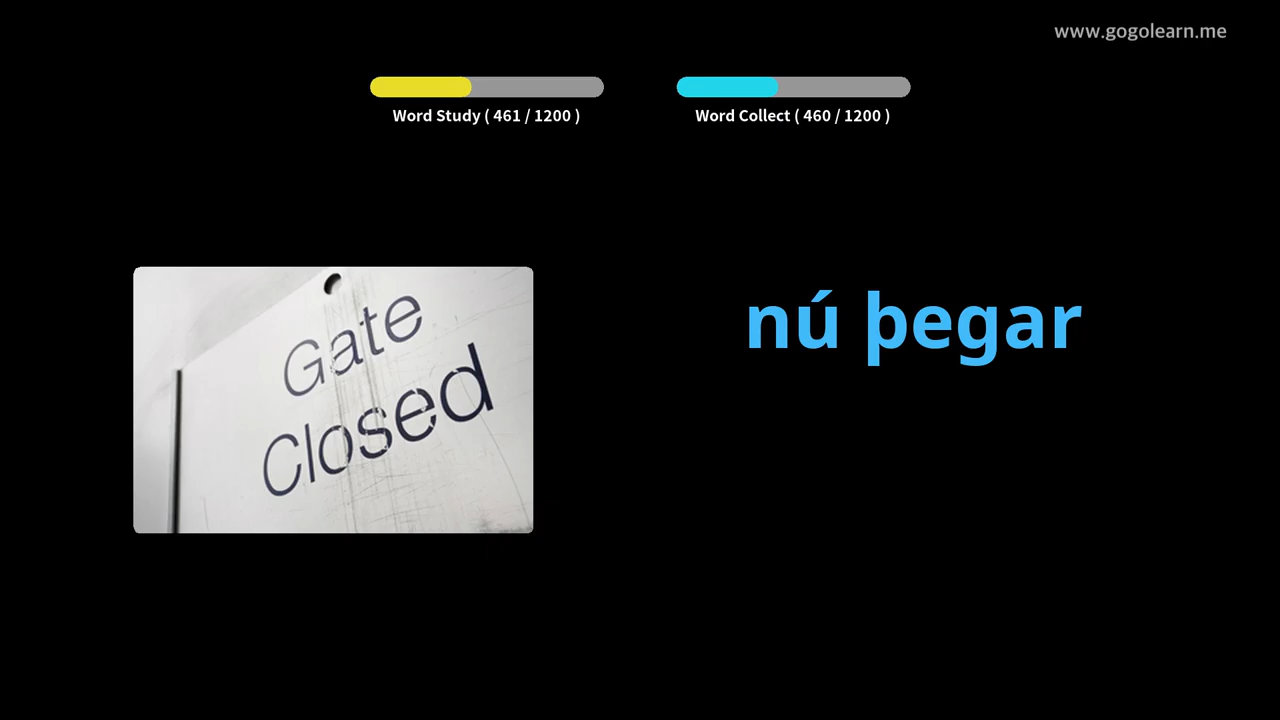 www.gogolearn.me
Word Study ( 461 / 1200 )
Word Collect ( 460 / 1200 )
Gate
Closed
nú þegar